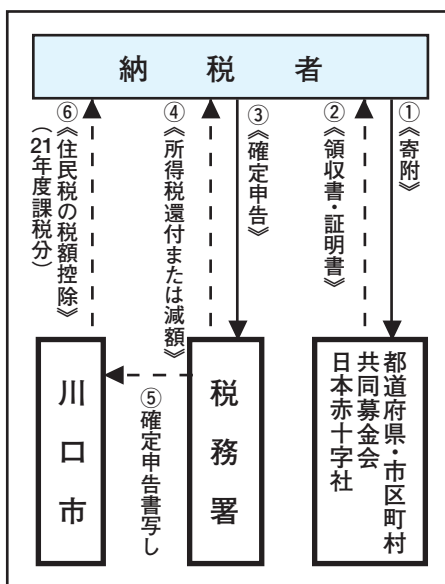 納税者
①《寄附》
②《領収書・証明書》
③《確定申告》
④《所得税還付または減額》
⑥《住民税の税額控除》
（21年度課税分）
都道府県・市区町村
共同募金会
日本赤十字社
税務署
⑤確定申告書写し
川口市